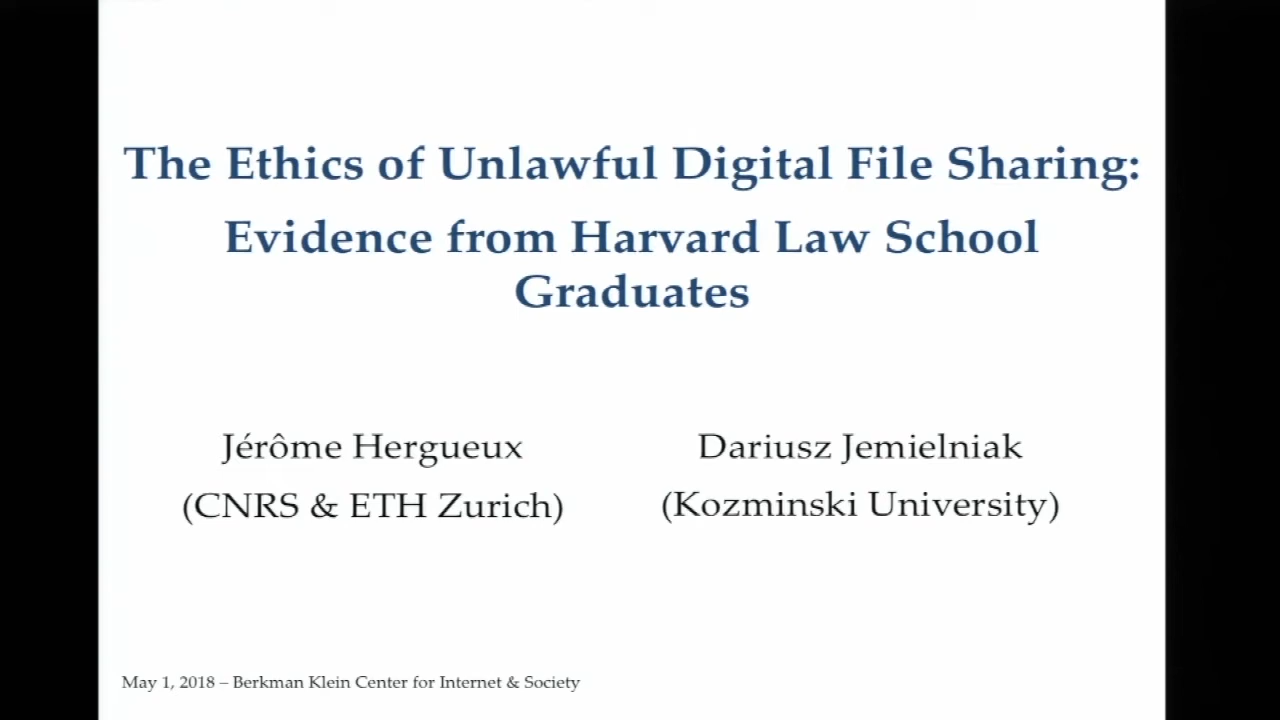 The Ethics of Unlawful Digital File Sharing:
Evidence from Harvard Law School
Graduates
Jérôme Hergueux
Dariusz Jemielniak
(CNRS & ETH Zurich)
(Kozminski University)
May 1, 2018 – Berkman Klein Center for Internet & Society